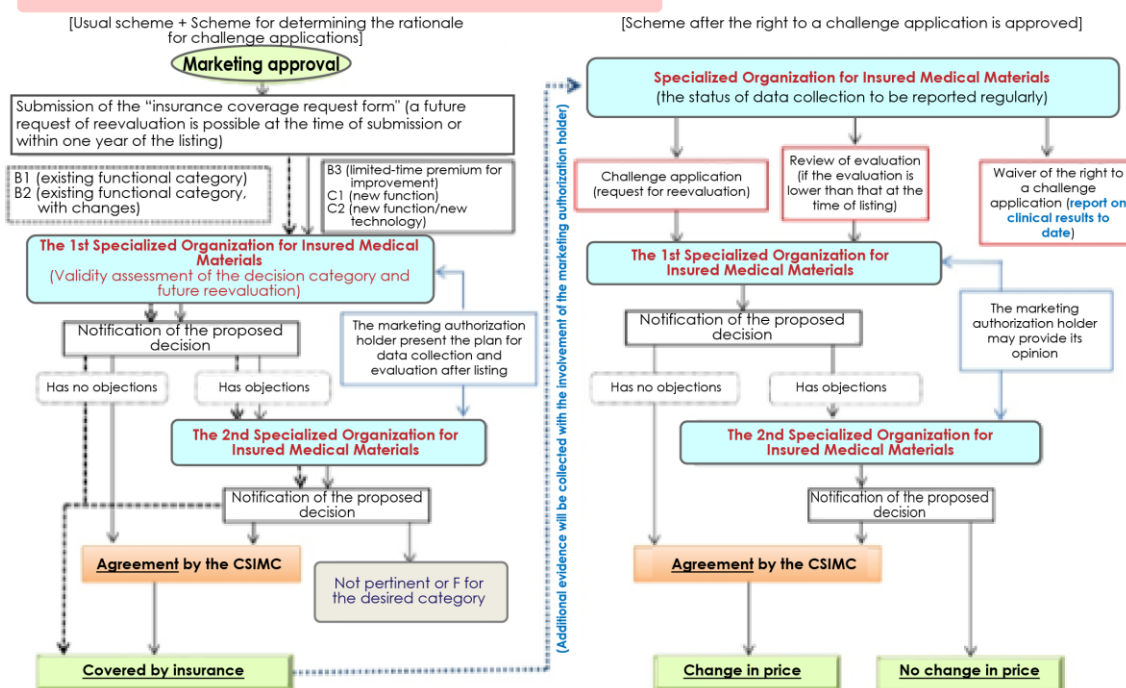 [Usual scheme + Scheme for determining the rationale
for challenge applications]
Marketing approval
Submission of the "insurance coverage request form" (a future
request of reevaluation is possible at the time of submission or
within one year of the listing)
B1 (existing functional category)
B2 (existing functional category,
with changes)
B3 (limited-time premium for
improvement)
C1 (new function)
C2 (new function/new
technology)
The 1st Specialized Organization for Insured Medical
Materials
(Validity assessment of the decision category and
future reevaluation)
Notification of the proposed
decision
The marketing authorization
holder present the plan for
data collection and
evaluation after listing
Has no objections
Has objections
The 2nd Specialized Organization for
Insured Medical Materials
Notification of the proposed
decision
Agreement by the CSIMC
Not pertinent or F for
the desired category
Covered by insurance
(Additional evidence will be collected with the involvement of the marketing authorization holder)
[Scheme after the right to a challenge application is approved]
Specialized Organization for Insured Medical Materials
(the status of data collection to be reported regularly)
Challenge application
(request for reevaluation)
Review of evaluation
(if the evaluation is
lower than that at the
time of listing)
Waiver of the right to
a challenge
application (report on
clinical results to
date)
The 1st Specialized Organization for
Insured Medical Materials
Notification of the proposed
decision
The marketing
authorization holder
may provide its
opinion
Has no objections
Has objections
The 2nd Specialized Organization for
Insured Medical Materials
Notification of the proposed
decision
Agreement by the CSIMC
Change in price
No change in price